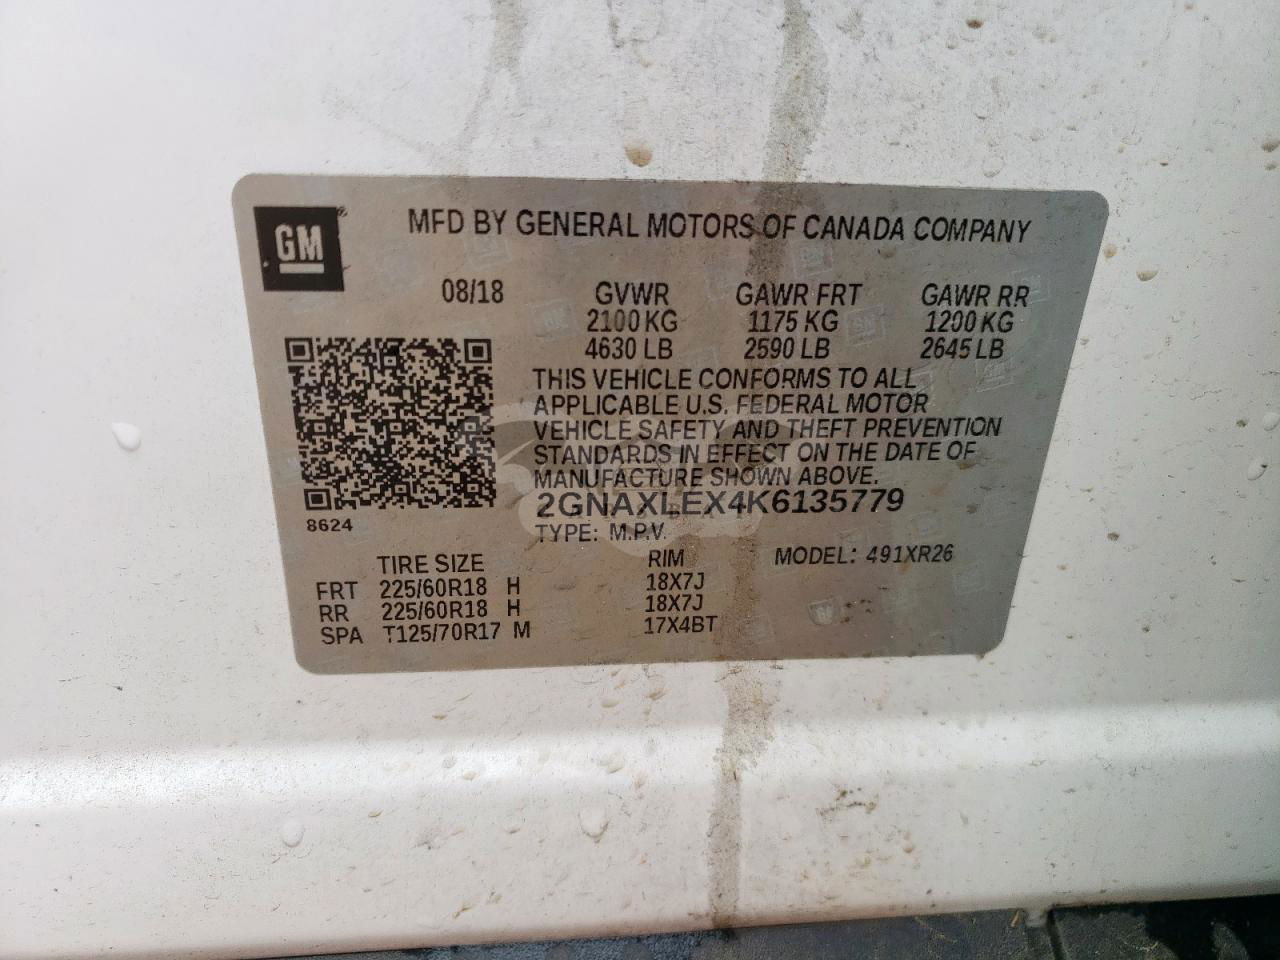 GM
MFD BY GENERAL MOTORS OF CANADA COMPANY
08/18 GVWR GAWR FRT GAWR RR
2100 KG 1175 KG 1200 KG
4630 LB 2590 LB 2645 LB
THIS VEHICLE CONFORMS TO ALL
APPLICABLE U.S. FEDERAL MOTOR
VEHICLE SAFETY AND THEFT PREVENTION
STANDARDS IN EFFECT ON THE DATE OF
MANUFACTURE SHOWN ABOVE.
2GNAXLEX4K6135779
8624
TYPE: M.P.V.
TIRE SIZE RIM MODEL: 491XR26
FRT 225/60R18 H 18X7J
RR 225/60R18 H 18X7J
SPA T125/70R17 M 17X4BT